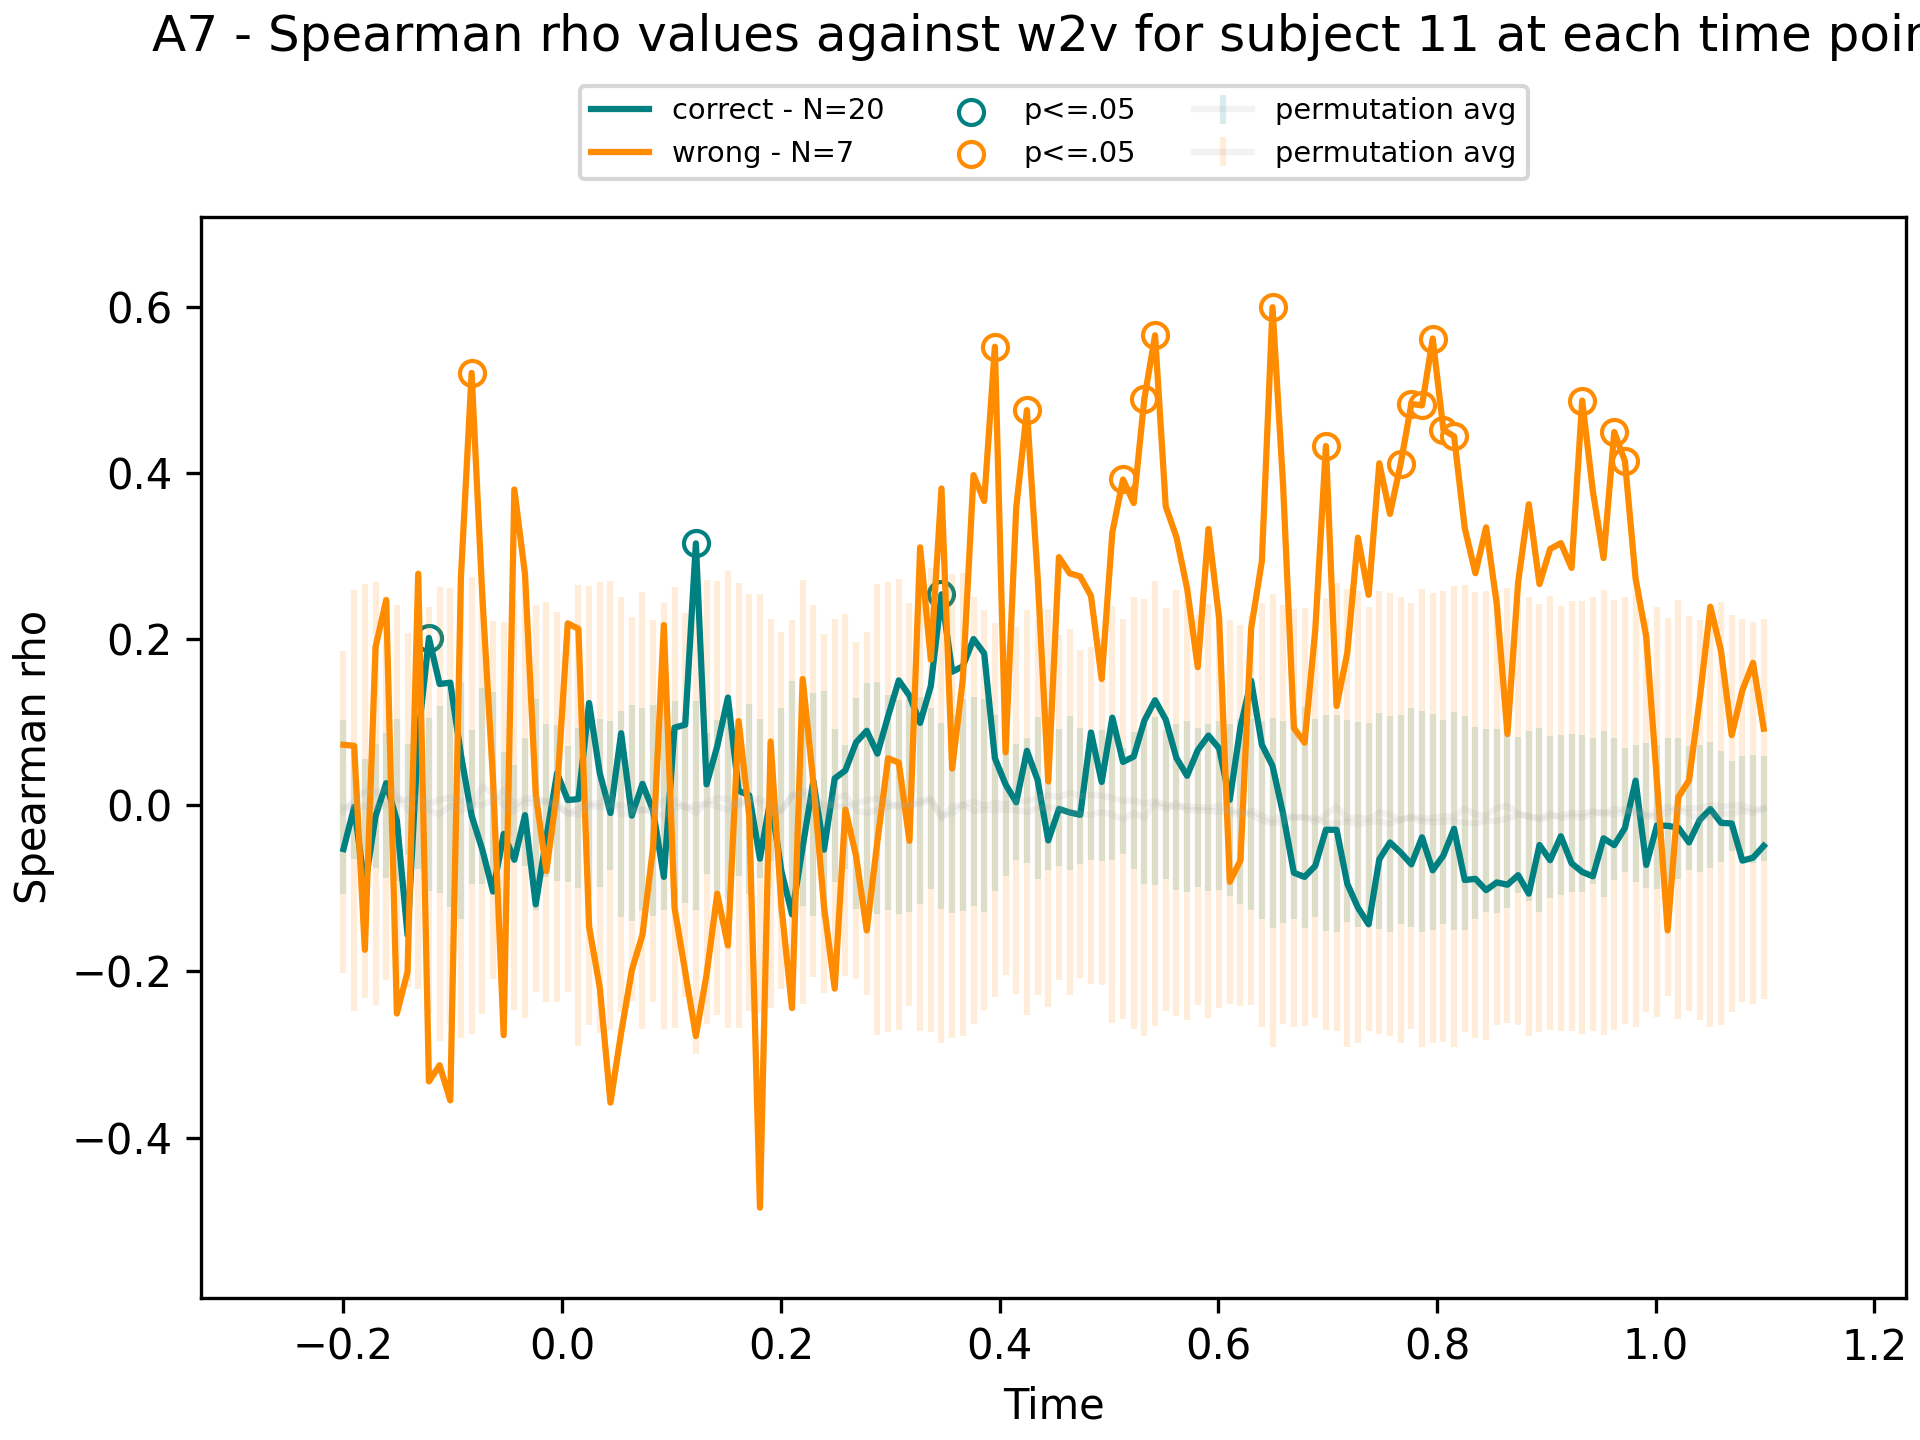 A7 - Spearman rho values against w2v for subject 11 at each time poin
correct - N=20
wrong - N=7
p<=.05
p<=.05
permutation avg
permutation avg
Spearman rho
0.6
0.4
0.2
0.0
−0.2
−0.4
−0.2 0.0 0.2 0.4 0.6 0.8 1.0 1.2
Time